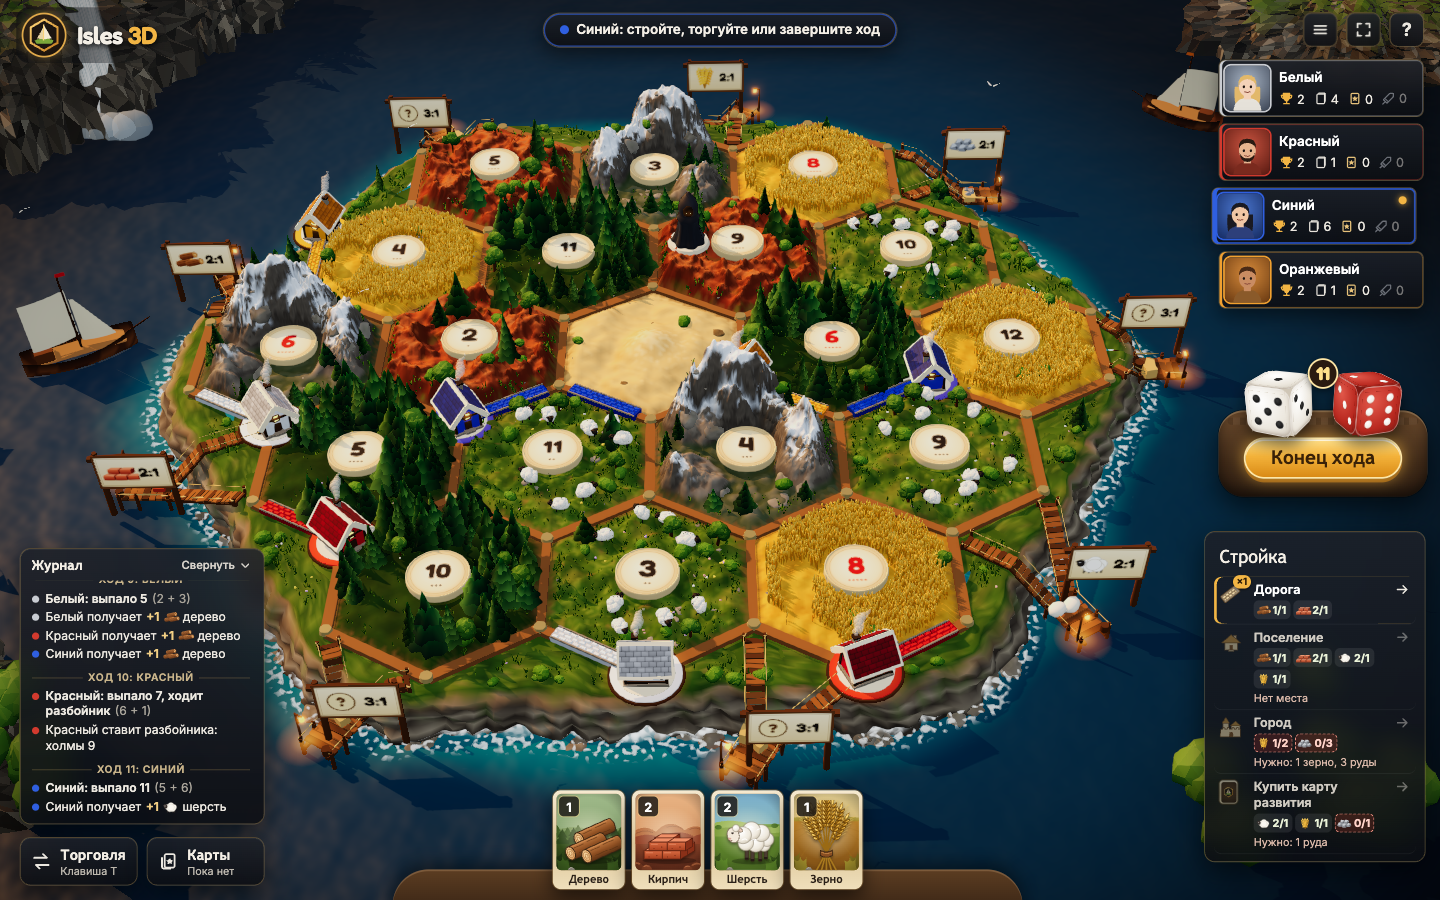 Isles 3D
Синий: стройте, торгуйте или завершите ход
?
Белый
2 4 0 0
Красный
2 1 0 0
Синий
2 6 0 0
Оранжевый
2 1 0 0
2:1
? 3:1
2:1
5
3
8
4
11
9
10
2:1
6
2
6
12
? 3:1
5
11
4
9
2:1
10
3
8
2:1
? 3:1
? 3:1
11
Конец хода
Журнал
Свернуть
ХОД 9: БЕЛЫЙ
Белый: выпало 5 (2 + 3)
Белый получает +1 дерево
Красный получает +1 дерево
Синий получает +1 дерево
ХОД 10: КРАСНЫЙ
Красный: выпало 7, ходит
разбойник (6 + 1)
Красный ставит разбойника:
холмы 9
ХОД 11: СИНИЙ
Синий: выпало 11 (5 + 6)
Синий получает +1 шерсть
Торговля
Клавиша T
Карты
Пока нет
1
Дерево
2
Кирпич
2
Шерсть
1
Зерно
Стройка
×1
Дорога
1/1 2/1
Поселение
1/1 2/1 2/1
1/1
Нет места
Город
1/2 0/3
Нужно: 1 зерно, 3 руды
Купить карту
развития
2/1 1/1 0/1
Нужно: 1 руда